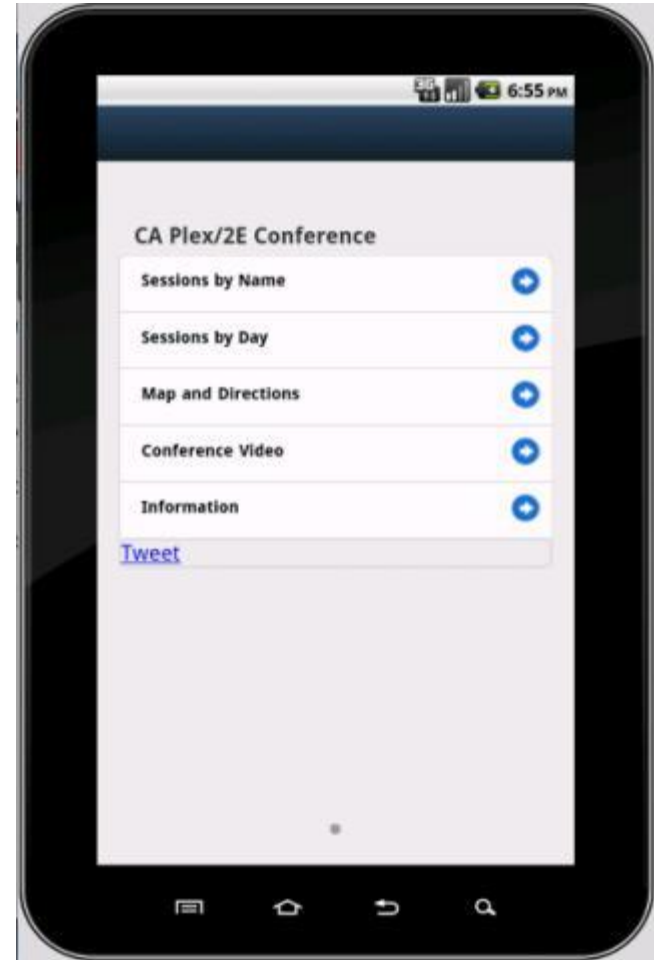 3G
6:55 PM
CA Plex/2E Conference
Sessions by Name
Sessions by Day
Map and Directions
Conference Video
Information
Tweet